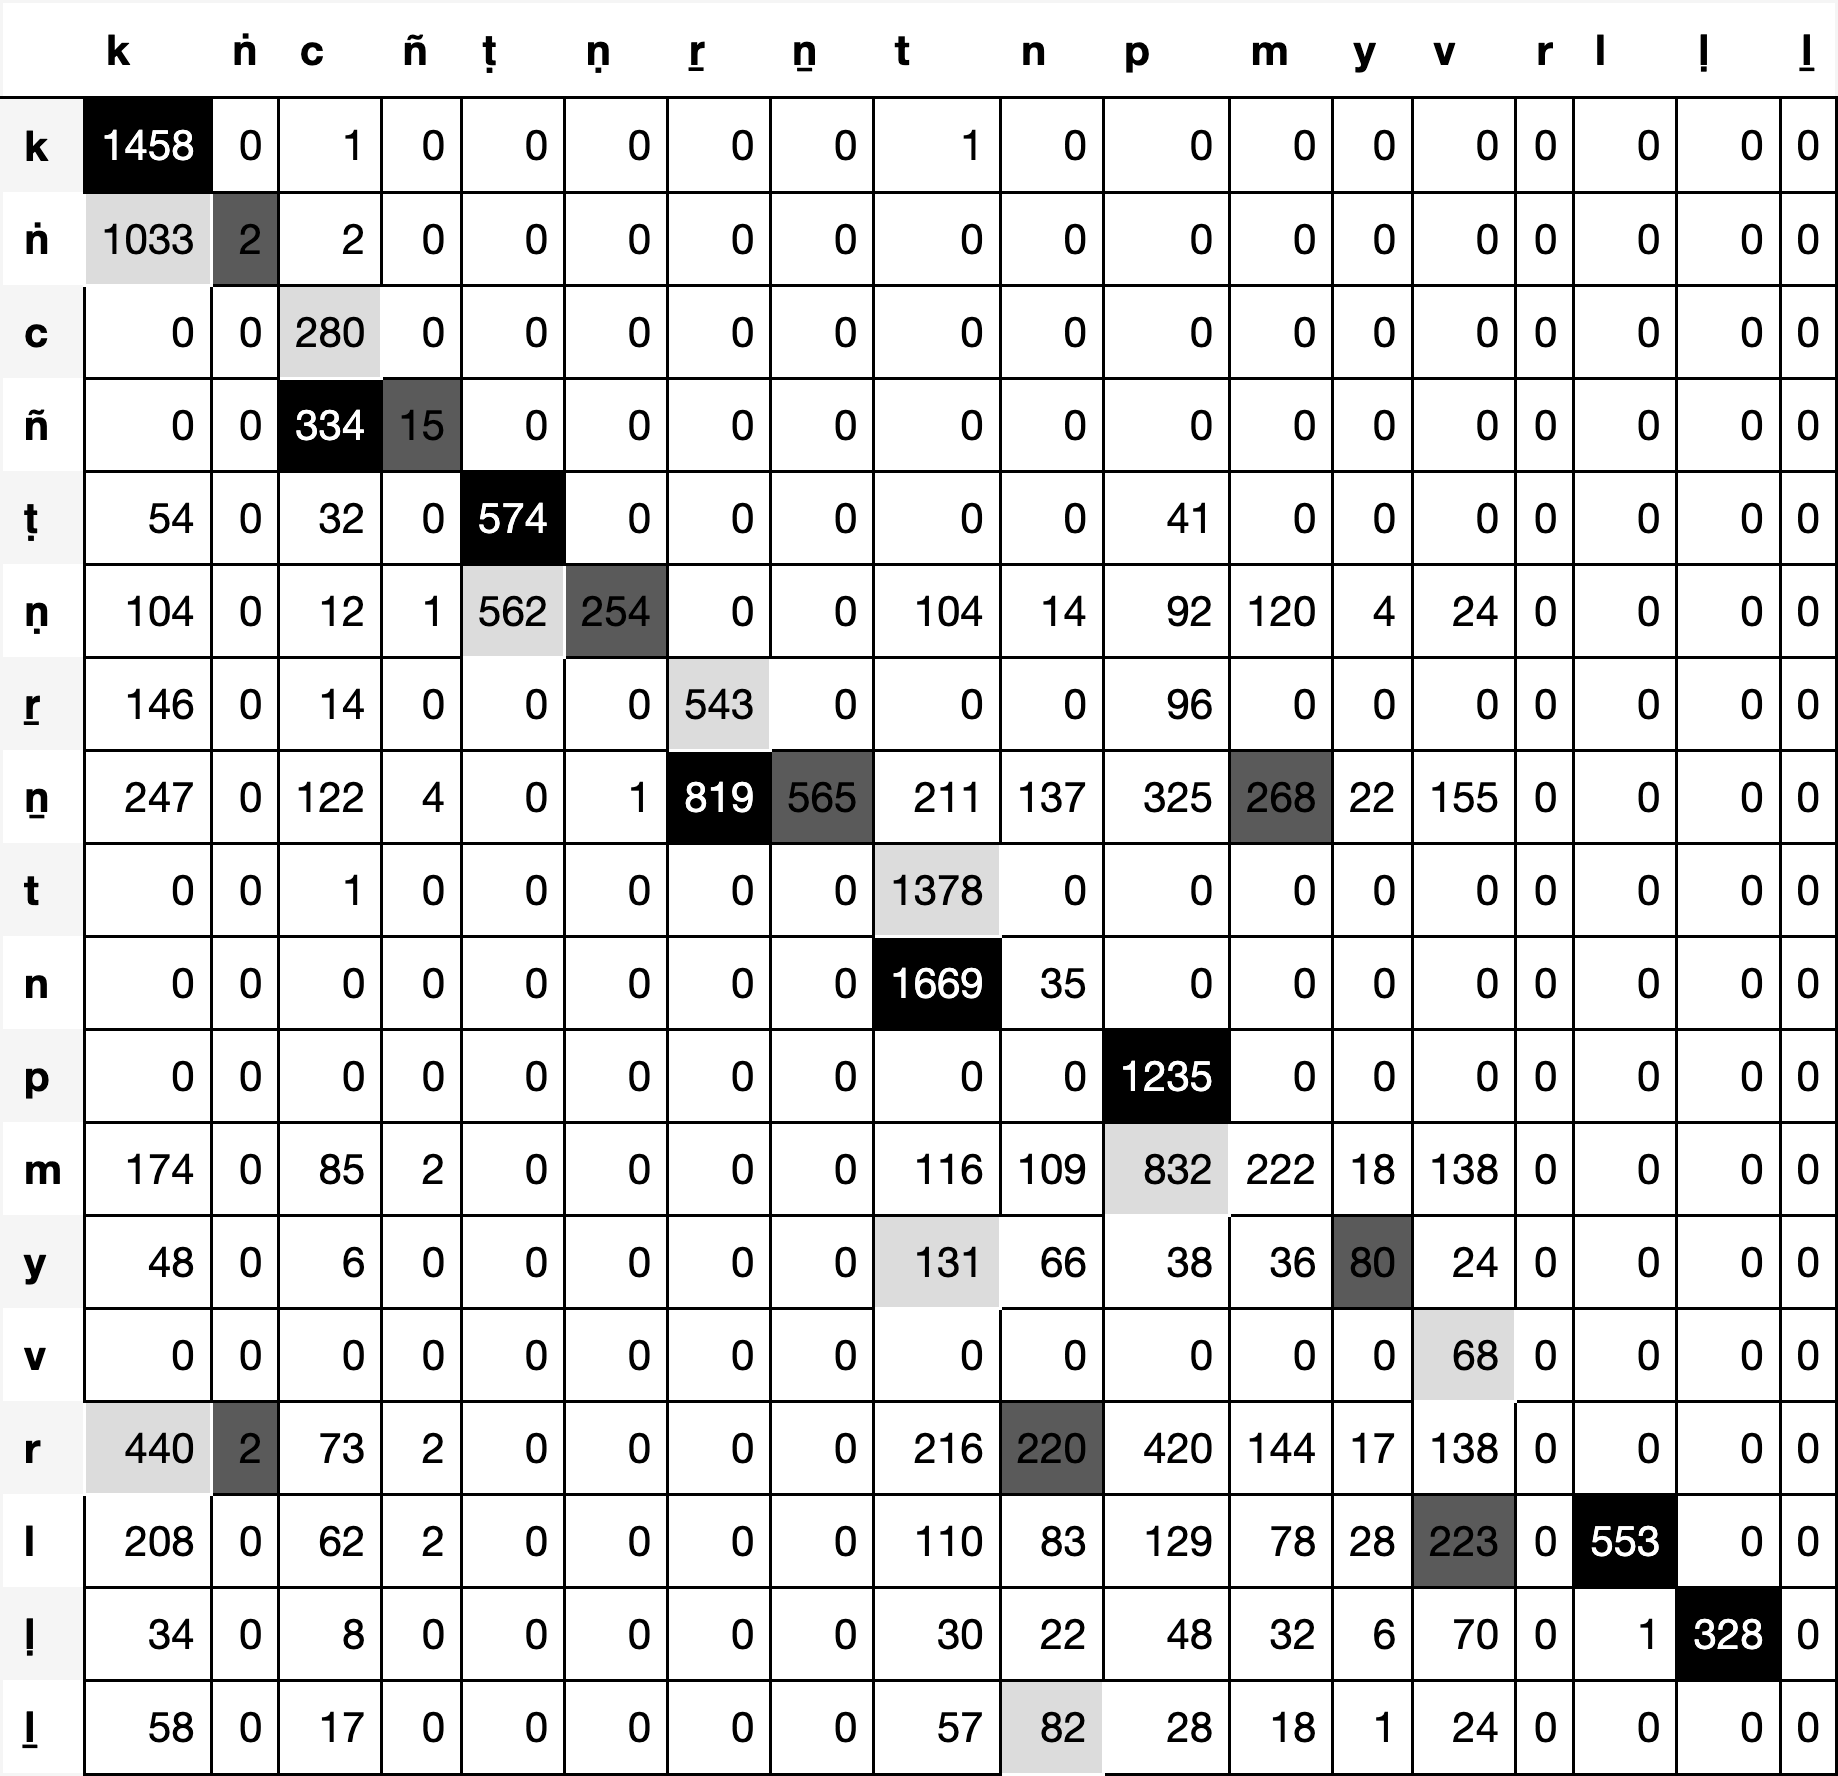 k ṅ c ñ ṭ ṇ ṟ ṉ t n p m y v r l ḷ ḻ
k 1458 0 1 0 0 0 0 0 1 0 0 0 0 0 0 0 0 0
ṅ 1033 2 2 0 0 0 0 0 0 0 0 0 0 0 0 0 0 0
c 0 0 280 0 0 0 0 0 0 0 0 0 0 0 0 0 0 0
ñ 0 0 334 15 0 0 0 0 0 0 0 0 0 0 0 0 0 0
ṭ 54 0 32 0 574 0 0 0 0 0 41 0 0 0 0 0 0 0
ṇ 104 0 12 1 562 254 0 0 104 14 92 120 4 24 0 0 0 0
ṟ 146 0 14 0 0 0 543 0 0 0 96 0 0 0 0 0 0 0
ṉ 247 0 122 4 0 1 819 565 211 137 325 268 22 155 0 0 0 0
t 0 0 1 0 0 0 0 0 1378 0 0 0 0 0 0 0 0 0
n 0 0 0 0 0 0 0 0 1669 35 0 0 0 0 0 0 0 0
p 0 0 0 0 0 0 0 0 0 0 1235 0 0 0 0 0 0 0
m 174 0 85 2 0 0 0 0 116 109 832 222 18 138 0 0 0 0
y 48 0 6 0 0 0 0 0 131 66 38 36 80 24 0 0 0 0
v 0 0 0 0 0 0 0 0 0 0 0 0 0 68 0 0 0 0
r 440 2 73 2 0 0 0 0 216 220 420 144 17 138 0 0 0 0
l 208 0 62 2 0 0 0 0 110 83 129 78 28 223 0 553 0 0
ḷ 34 0 8 0 0 0 0 0 30 22 48 32 6 70 0 1 328 0
ḻ 58 0 17 0 0 0 0 0 57 82 28 18 1 24 0 0 0 0